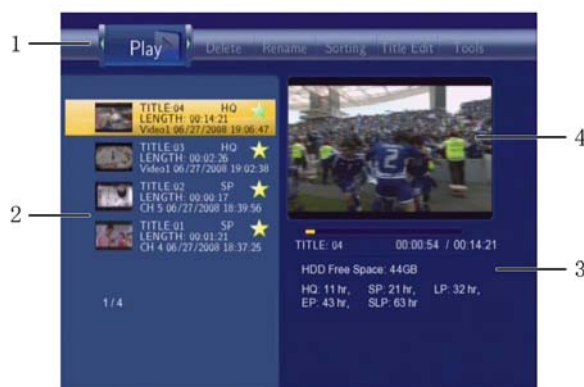 1
Play Delete Rename Sorting Title Edit Tools
TITLE:04 HQ
LENGTH: 00:14:21
Video1 06/27/2008 19:06:47
TITLE:03 HQ
LENGTH: 00:02:26
Video1 06/27/2008 19:02:38
TITLE:02 SP
LENGTH: 00:00:17
CH 5 06/27/2008 18:39:56
TITLE:01 SP
LENGTH: 00:01:21
CH 4 06/27/2008 18:37:25
2
1 / 4
2
4
TITLE: 04 00:00:54 / 00:14:21
HDD Free Space: 44GB
3
HQ: 11 hr, SP: 21 hr, LP: 32 hr,
EP: 43 hr, SLP: 63 hr